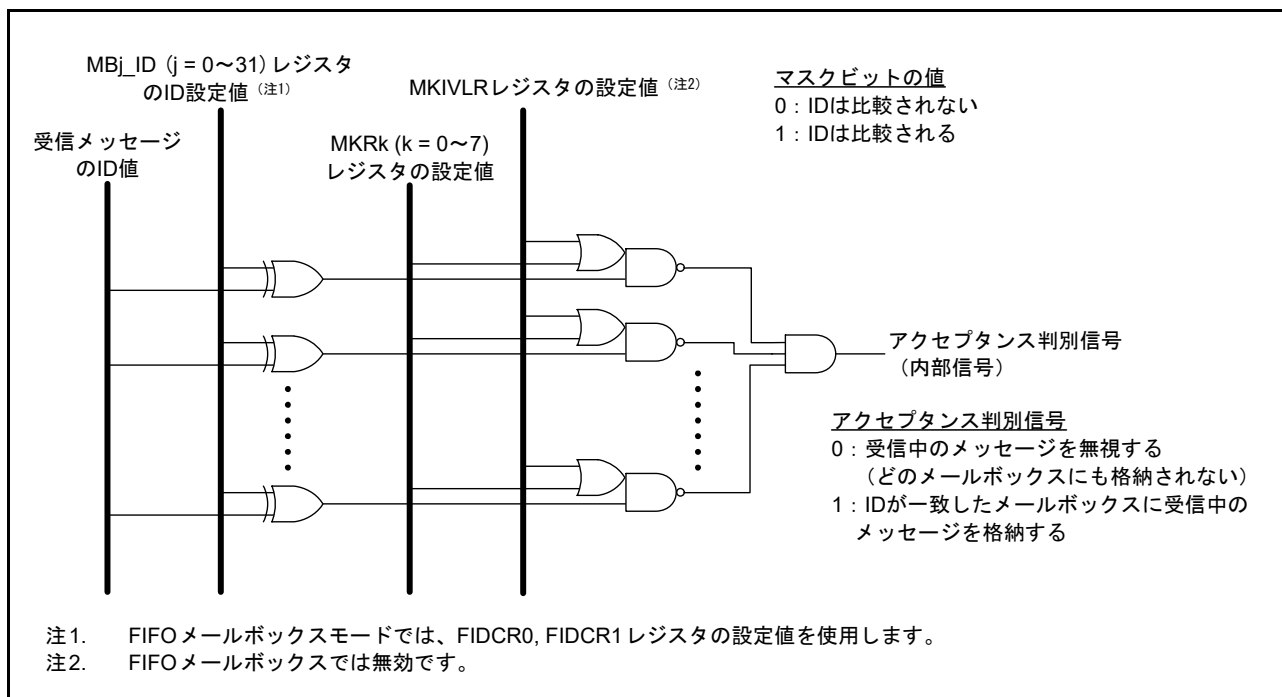 MBj_ID (j = 0～31) レジスタ
のID設定値（注1）
MKIVLRレジスタの設定値（注2）
マスクビットの値
0：IDは比較されない
1：IDは比較される
受信メッセージ
のID値
MKRk (k = 0～7)
レジスタの設定値
アクセプタンス判別信号
（内部信号）
アクセプタンス判別信号
0：受信中のメッセージを無視する
（どのメールボックスにも格納されない）
1：IDが一致したメールボックスに受信中の
メッセージを格納する
注1. FIFOメールボックスモードでは、FIDCR0, FIDCR1レジスタの設定値を使用します。
注2. FIFOメールボックスでは無効です。